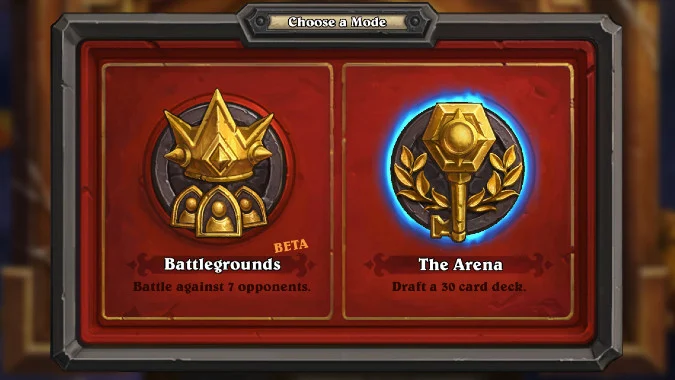 Choose a Mode
BETA
Battlegrounds
Battle against 7 opponents.
The Arena
Draft a 30 card deck.